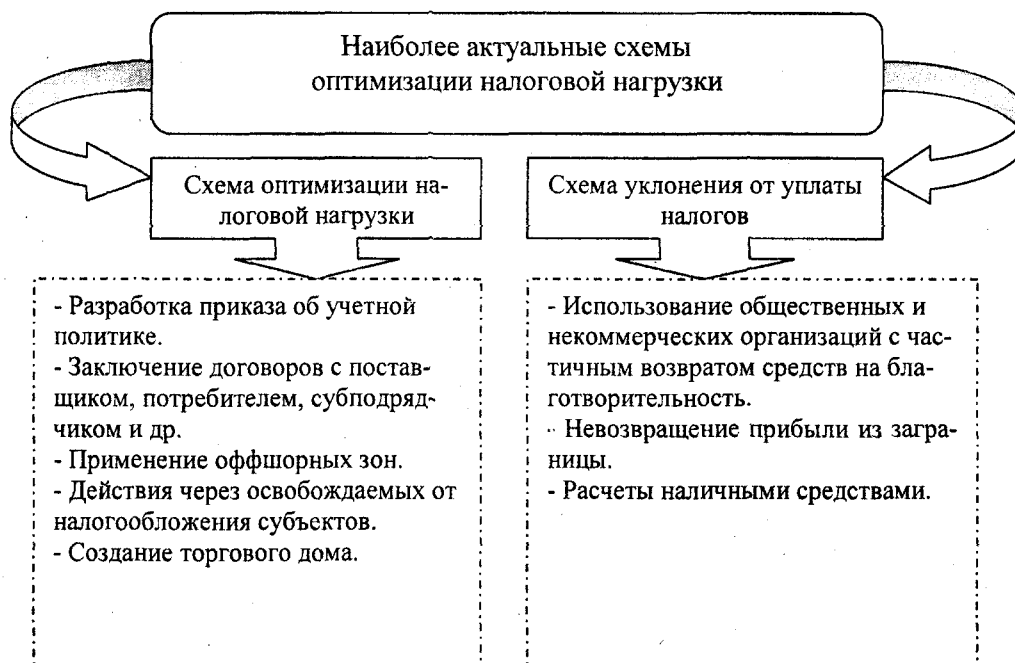 Наиболее актуальные схемы
оптимизации налоговой нагрузки
Схема оптимизации на-
логовой нагрузки
Схема уклонения от уплаты
налогов
- Разработка приказа об учетной
политике.
- Заключение договоров с постав-
щиком, потребителем, субподряд-
чиком и др.
- Применение оффшорных зон.
- Действия через освобождаемых от
налогообложения субъектов.
- Создание торгового дома.
- Использование общественных и
некоммерческих организаций с час-
тичным возвратом средств на бла-
готворительность.
- Невозвращение прибыли из загра-
ницы.
- Расчеты наличными средствами.